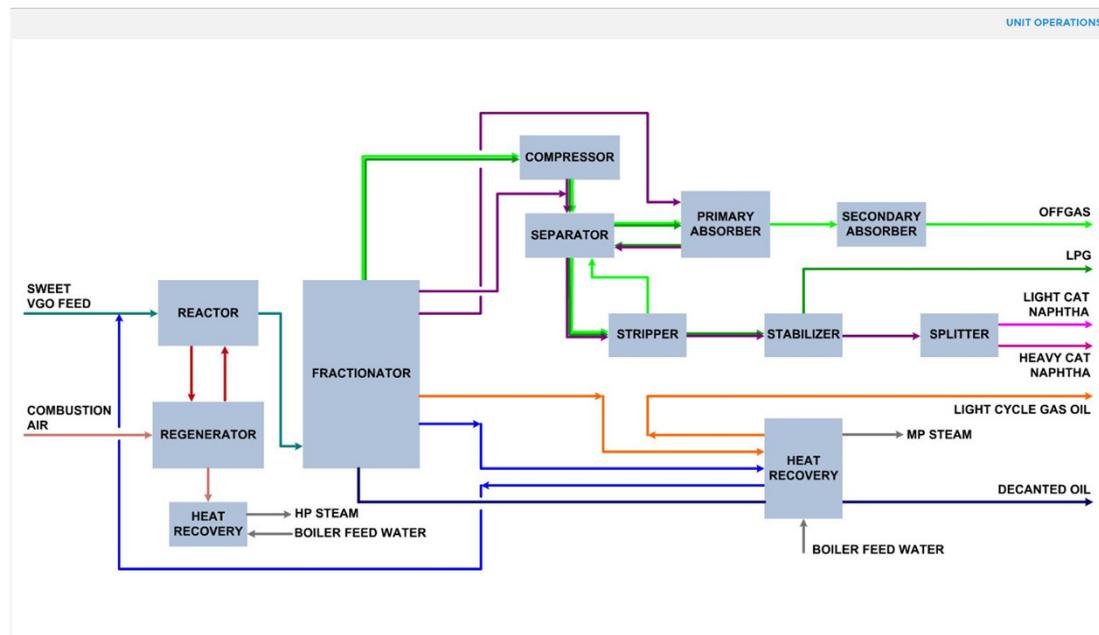 UNIT OPERATIONS
COMPRESSOR
SEPARATOR
PRIMARY
ABSORBER
SECONDARY
ABSORBER
OFFGAS
LPG
SWEET
VGO FEED
REACTOR
FRACTIONATOR
STRIPPER
STABILIZER
SPLITTER
LIGHT CAT
NAPHTHA
HEAVY CAT
NAPHTHA
COMBUSTION
AIR
REGENERATOR
LIGHT CYCLE GAS OIL
MP STEAM
HEAT
RECOVERY
DECANTED OIL
HEAT
RECOVERY
HP STEAM
BOILER FEED WATER
BOILER FEED WATER